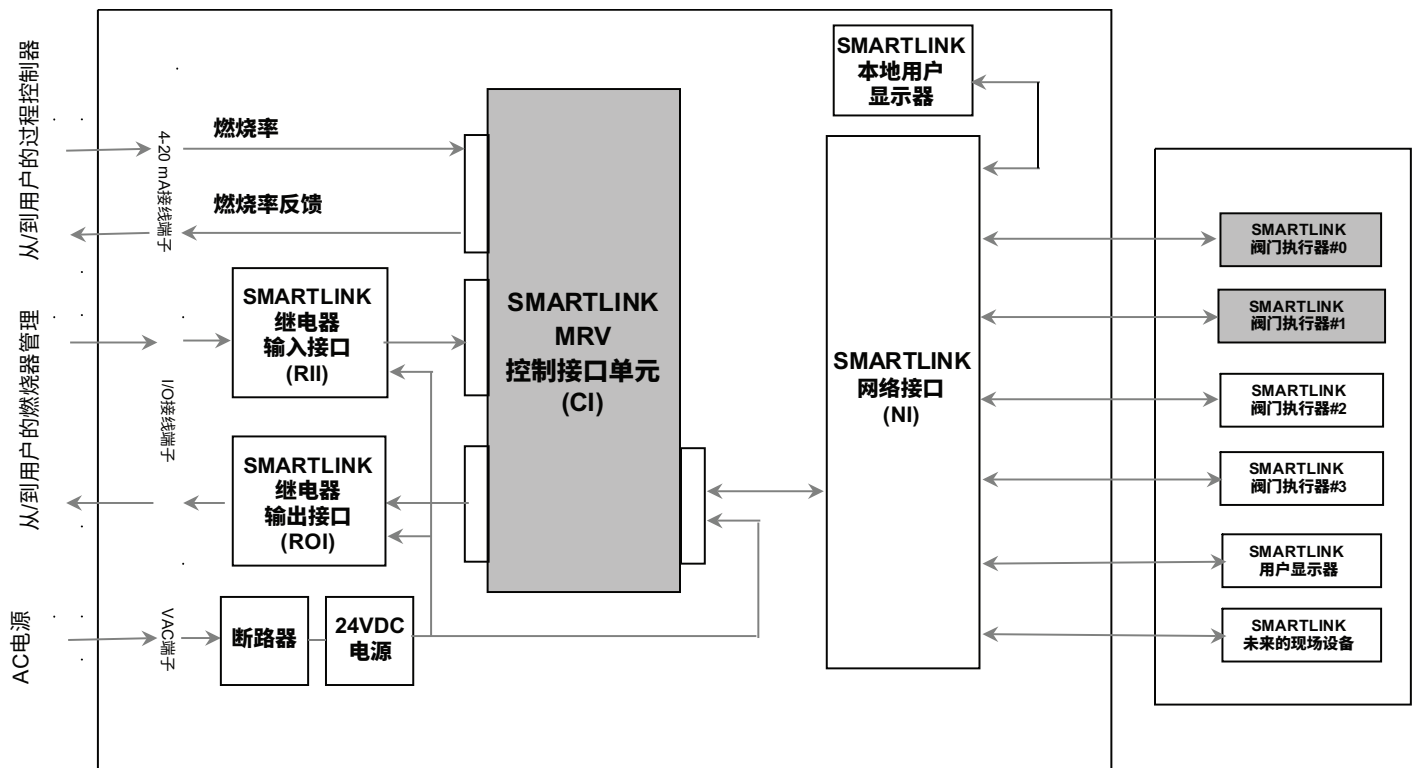 从/到用户的过程控制器
4-20 mA接线端子
燃烧率
燃烧率反馈
从/到用户的燃烧器管理
I/O接线端子
SMARTLINK
继电器
输入接口
(RII)
SMARTLINK
继电器
输出接口
(ROI)
AC电源
VAC端子
断路器
24VDC
电源
SMARTLINK
MRV
控制接口单元
(CI)
SMARTLINK
本地用户
显示器
SMARTLINK
网络接口
(NI)
SMARTLINK
阀门执行器#0
SMARTLINK
阀门执行器#1
SMARTLINK
阀门执行器#2
SMARTLINK
阀门执行器#3
SMARTLINK
用户显示器
SMARTLINK
未来的现场设备